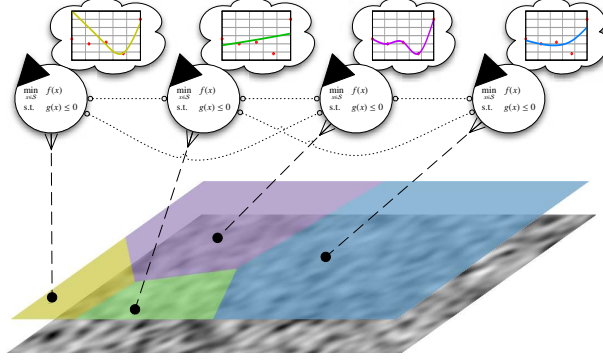 min f(x)
x∈S
s.t. g(x) ≤ 0
min f(x)
x∈S
s.t. g(x) ≤ 0
min f(x)
x∈S
s.t. g(x) ≤ 0
min f(x)
x∈S
s.t. g(x) ≤ 0